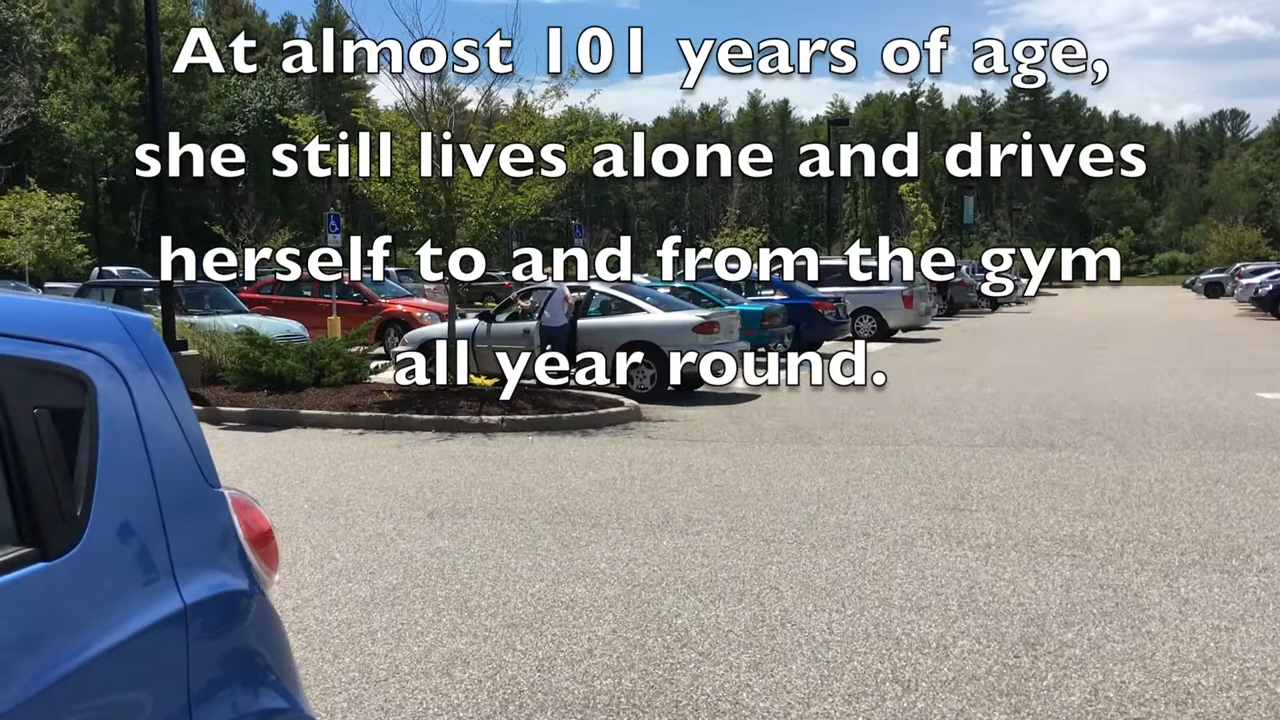 At almost 101 years of age,
she still lives alone and drives
herself to and from the gym
all year round.